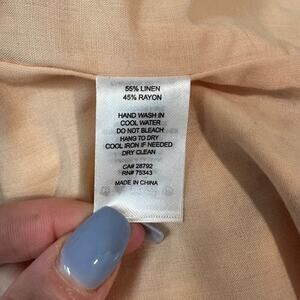 55% LINEN
45% RAYON
HAND WASH IN
COOL WATER
DO NOT BLEACH
HANG TO DRY
COOL IRON IF NEEDED
DRY CLEAN
CA# 28792
RN# 75343
MADE IN CHINA